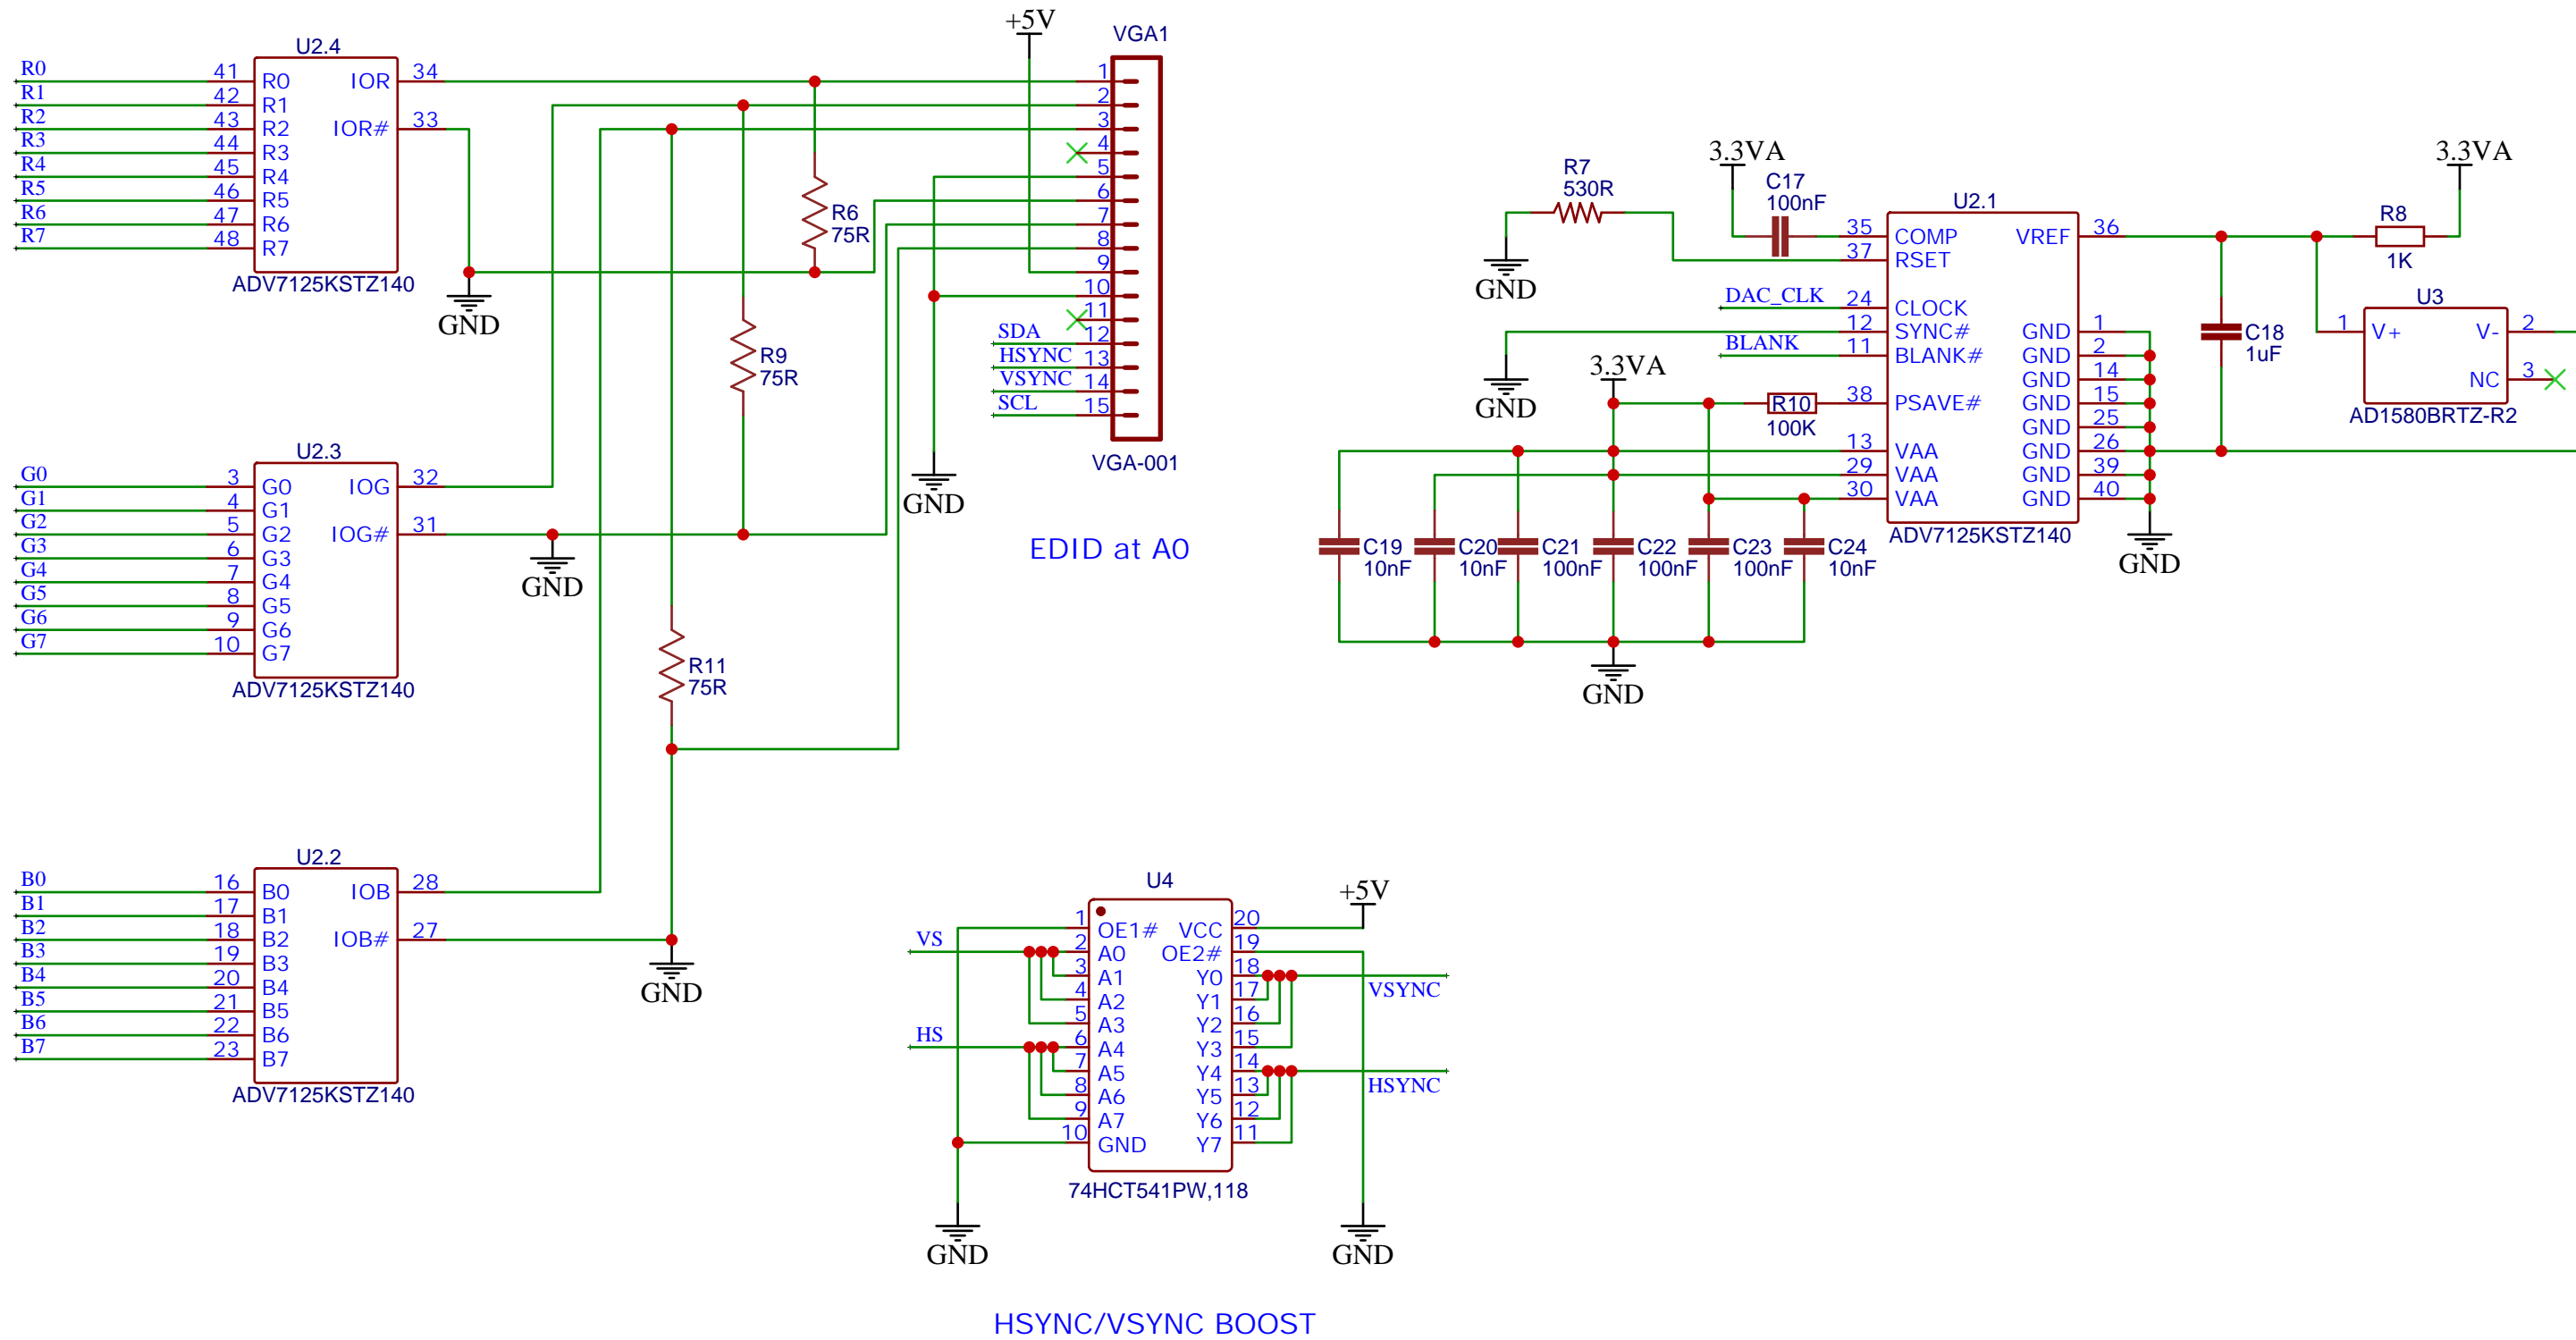 U2.4
R0 41 R0 IOR 34
R1 42 R1
R2 43 R2 IOR# 33
R3 44 R3
R4 45 R4
R5 46 R5
R6 47 R6
R7 48 R7
ADV7125KSTZ140
GND
U2.3
G0 3 G0 IOG 32
G1 4 G1
G2 5 G2 IOG# 31
G3 6 G3
G4 7 G4
G5 8 G5
G6 9 G6
G7 10 G7
ADV7125KSTZ140
GND
U2.2
B0 16 B0 IOB 28
B1 17 B1
B2 18 B2 IOB# 27
B3 19 B3
B4 20 B4
B5 21 B5
B6 22 B6
B7 23 B7
ADV7125KSTZ140
GND
R6
75R
R9
75R
R11
75R
+5V
VGA1
1
2
3
4
5
6
7
8
9
10
11
SDA 12
HSYNC 13
VSYNC 14
SCL 15
VGA-001
GND
EDID at A0
R7
530R
GND
3.3VA
C17
100nF
U2.1
35 COMP VREF 36
37 RSET
DAC_CLK 24 CLOCK
12 SYNC# GND 1
BLANK 11 BLANK# GND 2
GND 14
38 PSAVE# GND 15
GND 25
13 VAA GND 26
29 VAA GND 39
30 VAA GND 40
ADV7125KSTZ140
GND
GND
3.3VA
R10
100K
C19
10nF
C20
10nF
C21
100nF
C22
100nF
C23
100nF
C24
10nF
GND
3.3VA
R8
1K
C18
1uF
U3
1 V+ V- 2
NC 3
AD1580BRTZ-R2
U4
+5V
1 OE1# VCC 20
VS 2 A0 OE2# 19
3 A1 Y0 18
VSYNC
4 A2 Y1 17
5 A3 Y2 16
HS 6 A4 Y3 15
7 A5 Y4 14
HSYNC
8 A6 Y5 13
9 A7 Y6 12
10 GND Y7 11
74HCT541PW,118
GND
GND
HSYNC/VSYNC BOOST